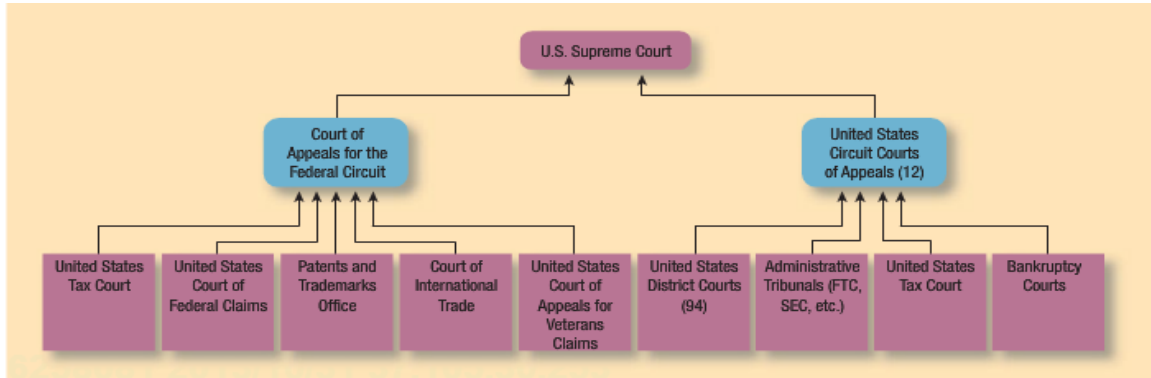 U.S. Supreme Court
Court of
Appeals for the
Federal Circuit
United States
Circuit Courts
of Appeals (12)
United States
Tax Court
United States
Court of
Federal Claims
Patents and
Trademarks
Office
Court of
International
Trade
United States
Court of
Appeals for
Veterans
Claims
United States
District Courts
(94)
Administrative
Tribunals (FTC,
SEC, etc.)
United States
Tax Court
Bankruptcy
Courts